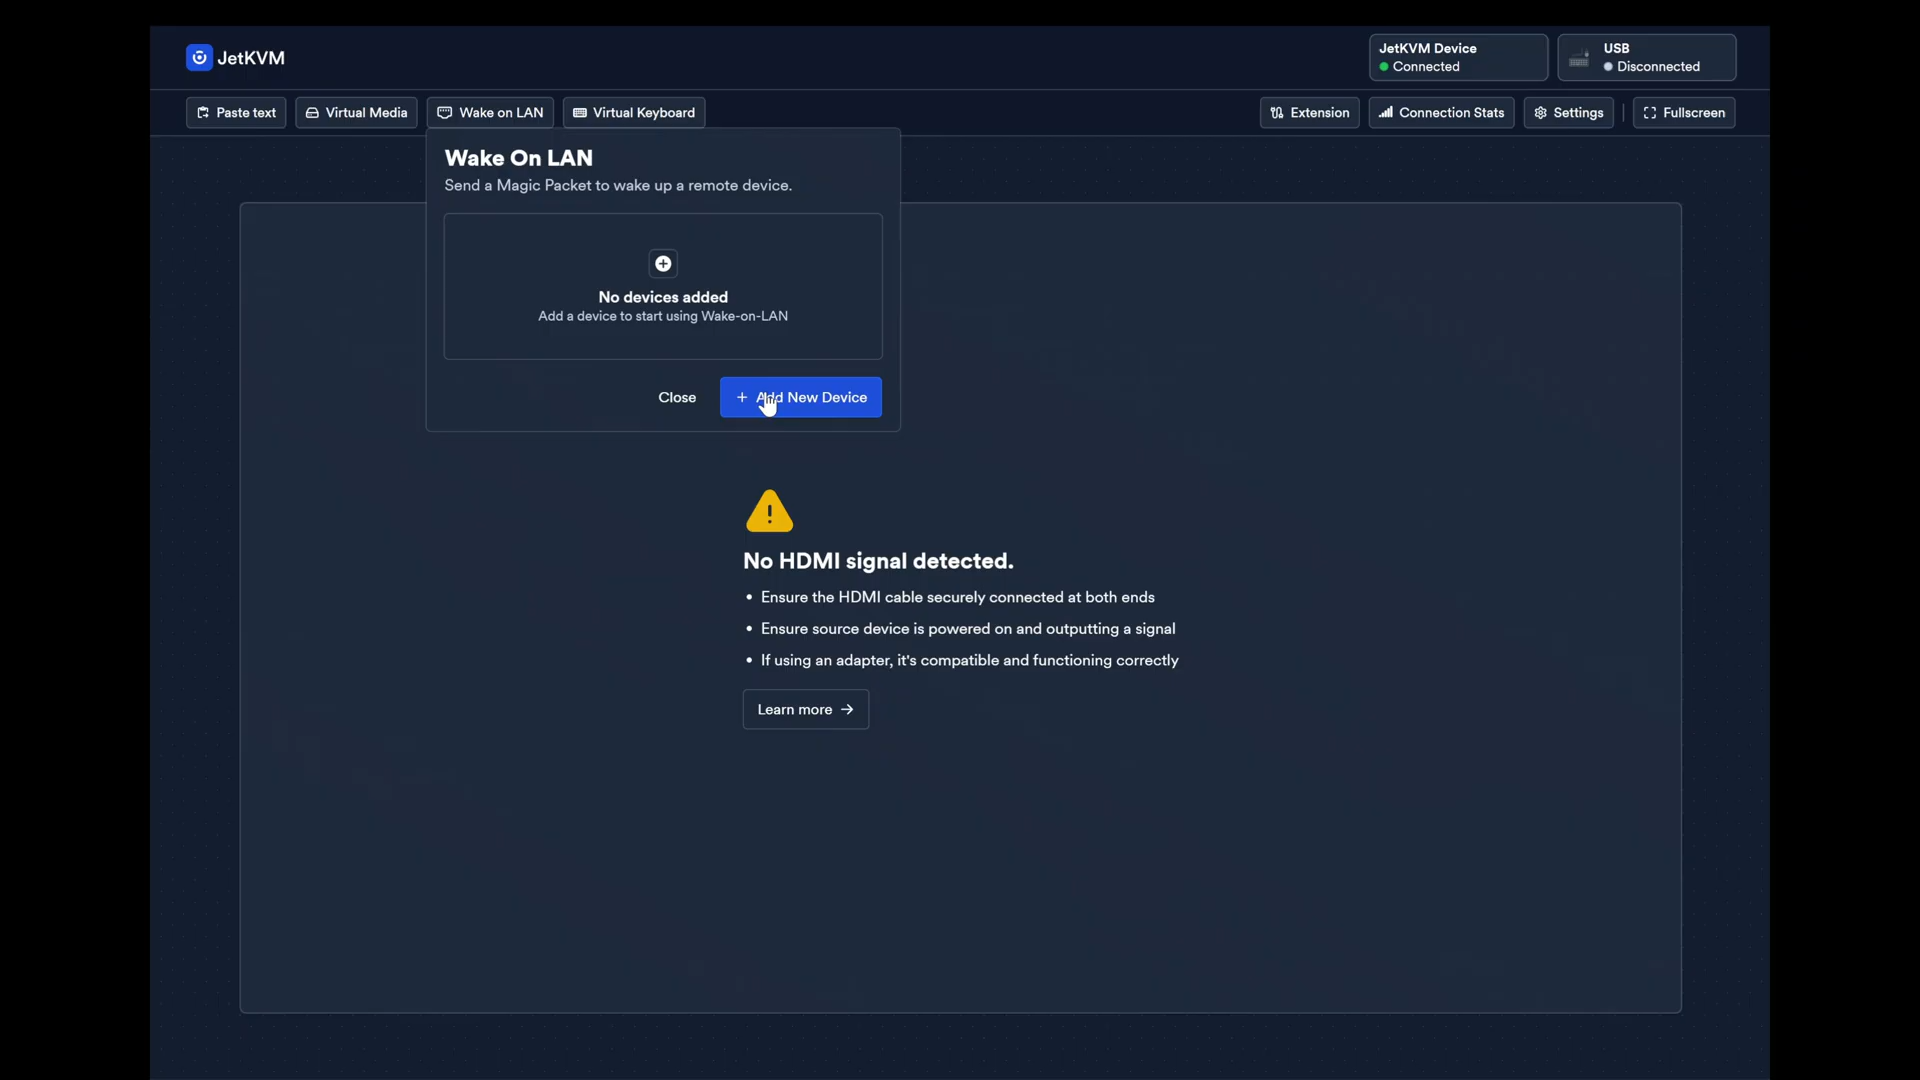 JetKVM
JetKVM Device
Connected
USB
Disconnected
Paste text
Virtual Media
Wake on LAN
Virtual Keyboard
Extension
Connection Stats
Settings
Fullscreen
Wake On LAN
Send a Magic Packet to wake up a remote device.
No devices added
Add a device to start using Wake-on-LAN
Close
Add New Device
No HDMI signal detected.
• Ensure the HDMI cable securely connected at both ends
• Ensure source device is powered on and outputting a signal
• If using an adapter, it's compatible and functioning correctly
Learn more